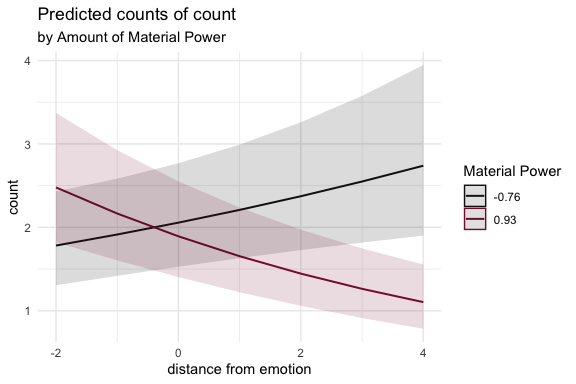 Predicted counts of count
by Amount of Material Power
4
3
2
1
count
-2
0
2
4
distance from emotion
Material Power
-0.76
0.93